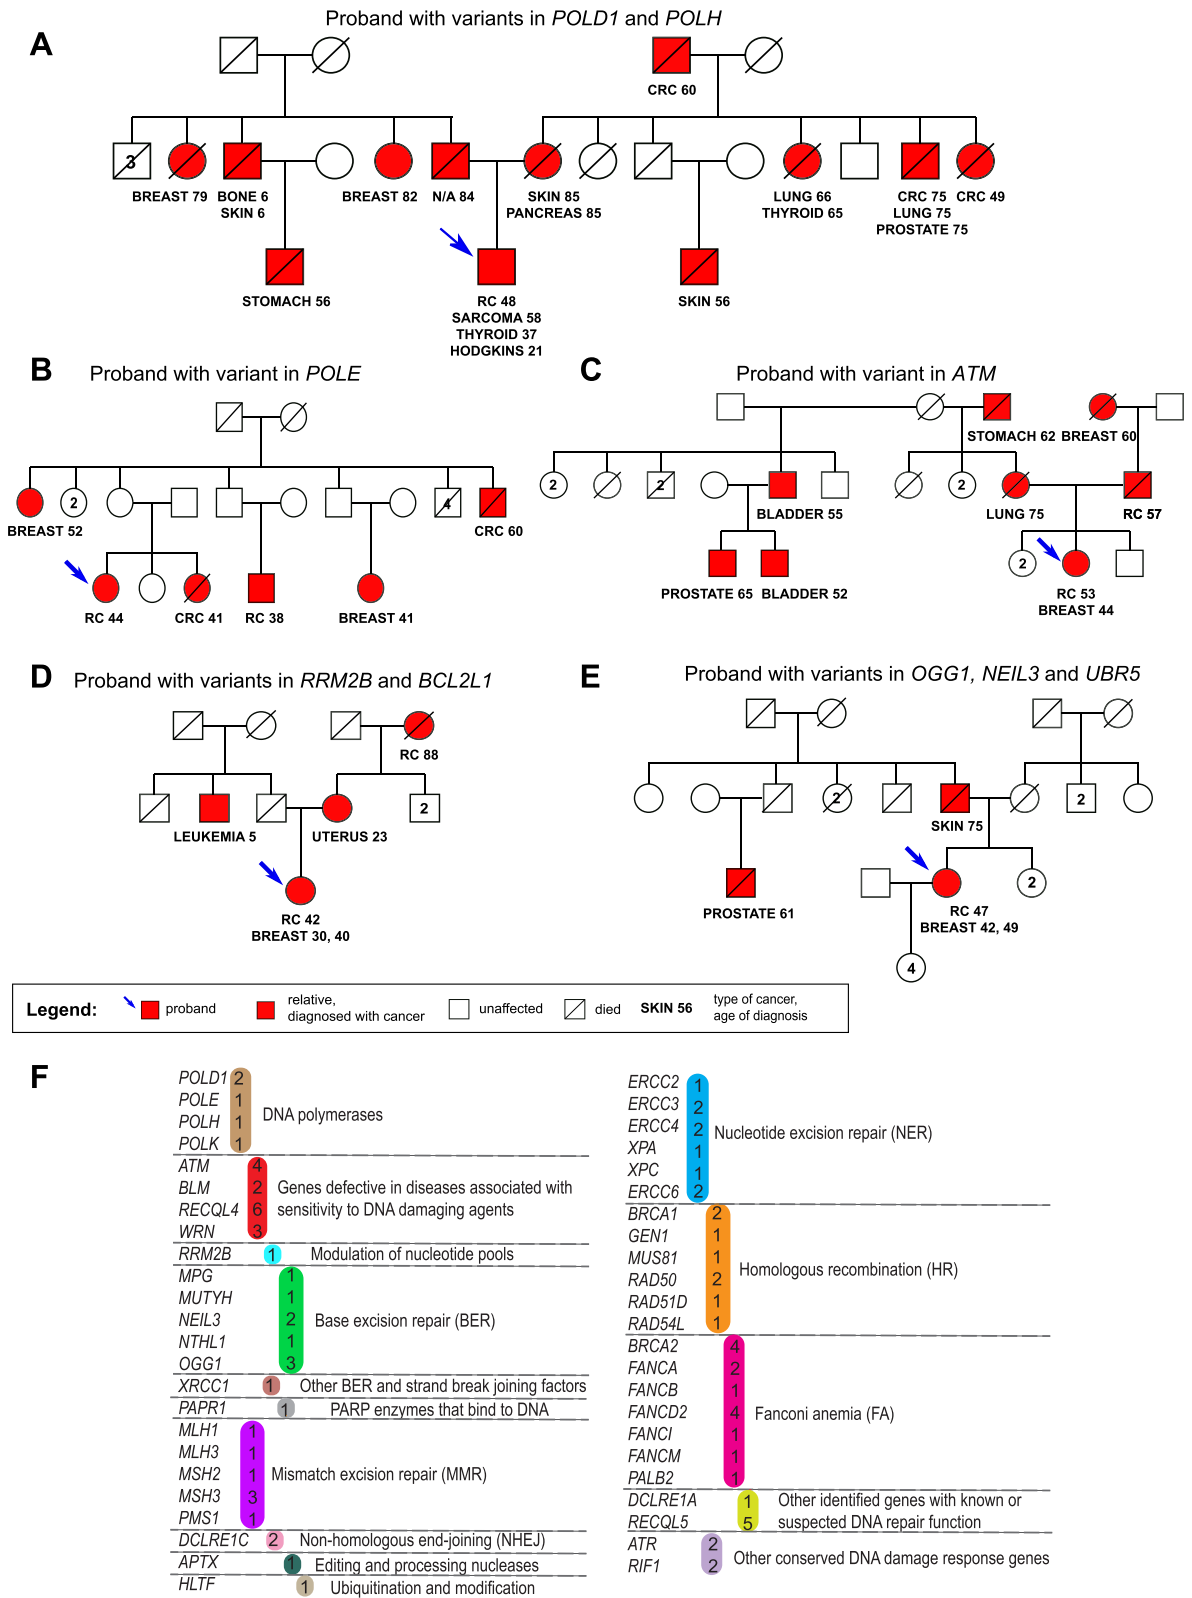 Proband with variants in POLD1 and POLH
A
CRC 60
3
BREAST 79
BONE 6
SKIN 6
BREAST 82
N/A 84
SKIN 85
PANCREAS 85
LUNG 66
THYROID 65
CRC 75
LUNG 75
PROSTATE 75
CRC 49
STOMACH 56
RC 48
SARCOMA 58
THYROID 37
HODGKINS 21
SKIN 56
B
Proband with variant in POLE
2
4
BREAST 52
CRC 60
RC 44
CRC 41
RC 38
BREAST 41
C
Proband with variant in ATM
STOMACH 62
BREAST 60
2
2
2
BLADDER 55
LUNG 75
RC 57
2
PROSTATE 65
BLADDER 52
RC 53
BREAST 44
D
Proband with variants in RRM2B and BCL2L1
RC 88
2
LEUKEMIA 5
UTERUS 23
RC 42
BREAST 30, 40
E
Proband with variants in OGG1, NEIL3 and UBR5
2
2
SKIN 75
2
PROSTATE 61
RC 47
BREAST 42, 49
4
Legend:
proband
relative,
diagnosed with cancer
unaffected
died
SKIN 56
type of cancer,
age of diagnosis
F
POLD1 2
POLE 1
POLH 1
POLK 1
DNA polymerases
ATM 4
BLM 2
RECQL4 6
WRN 3
Genes defective in diseases associated with
sensitivity to DNA damaging agents
RRM2B 1 Modulation of nucleotide pools
MPG 1
MUTYH 1
NEIL3 2
NTHL1 1
OGG1 3
Base excision repair (BER)
XRCC1 1 Other BER and strand break joining factors
PAPR1 1 PARP enzymes that bind to DNA
MLH1 1
MLH3 1
MSH2 1
MSH3 3
PMS1 1
Mismatch excision repair (MMR)
DCLRE1C 2 Non-homologous end-joining (NHEJ)
APTX 1 Editing and processing nucleases
HLTF 1 Ubiquitination and modification
ERCC2 1
ERCC3 2
ERCC4 2
XPA 1
XPC 1
ERCC6 2
Nucleotide excision repair (NER)
BRCA1 2
GEN1 1
MUS81 1
RAD50 2
RAD51D 1
RAD54L 1
Homologous recombination (HR)
BRCA2 4
FANCA 2
FANCB 1
FANCD2 4
FANCI 1
FANCM 1
PALB2 1
Fanconi anemia (FA)
DCLRE1A 1
RECQL5 5
Other identified genes with known or
suspected DNA repair function
ATR 2
RIF1 2
Other conserved DNA damage response genes